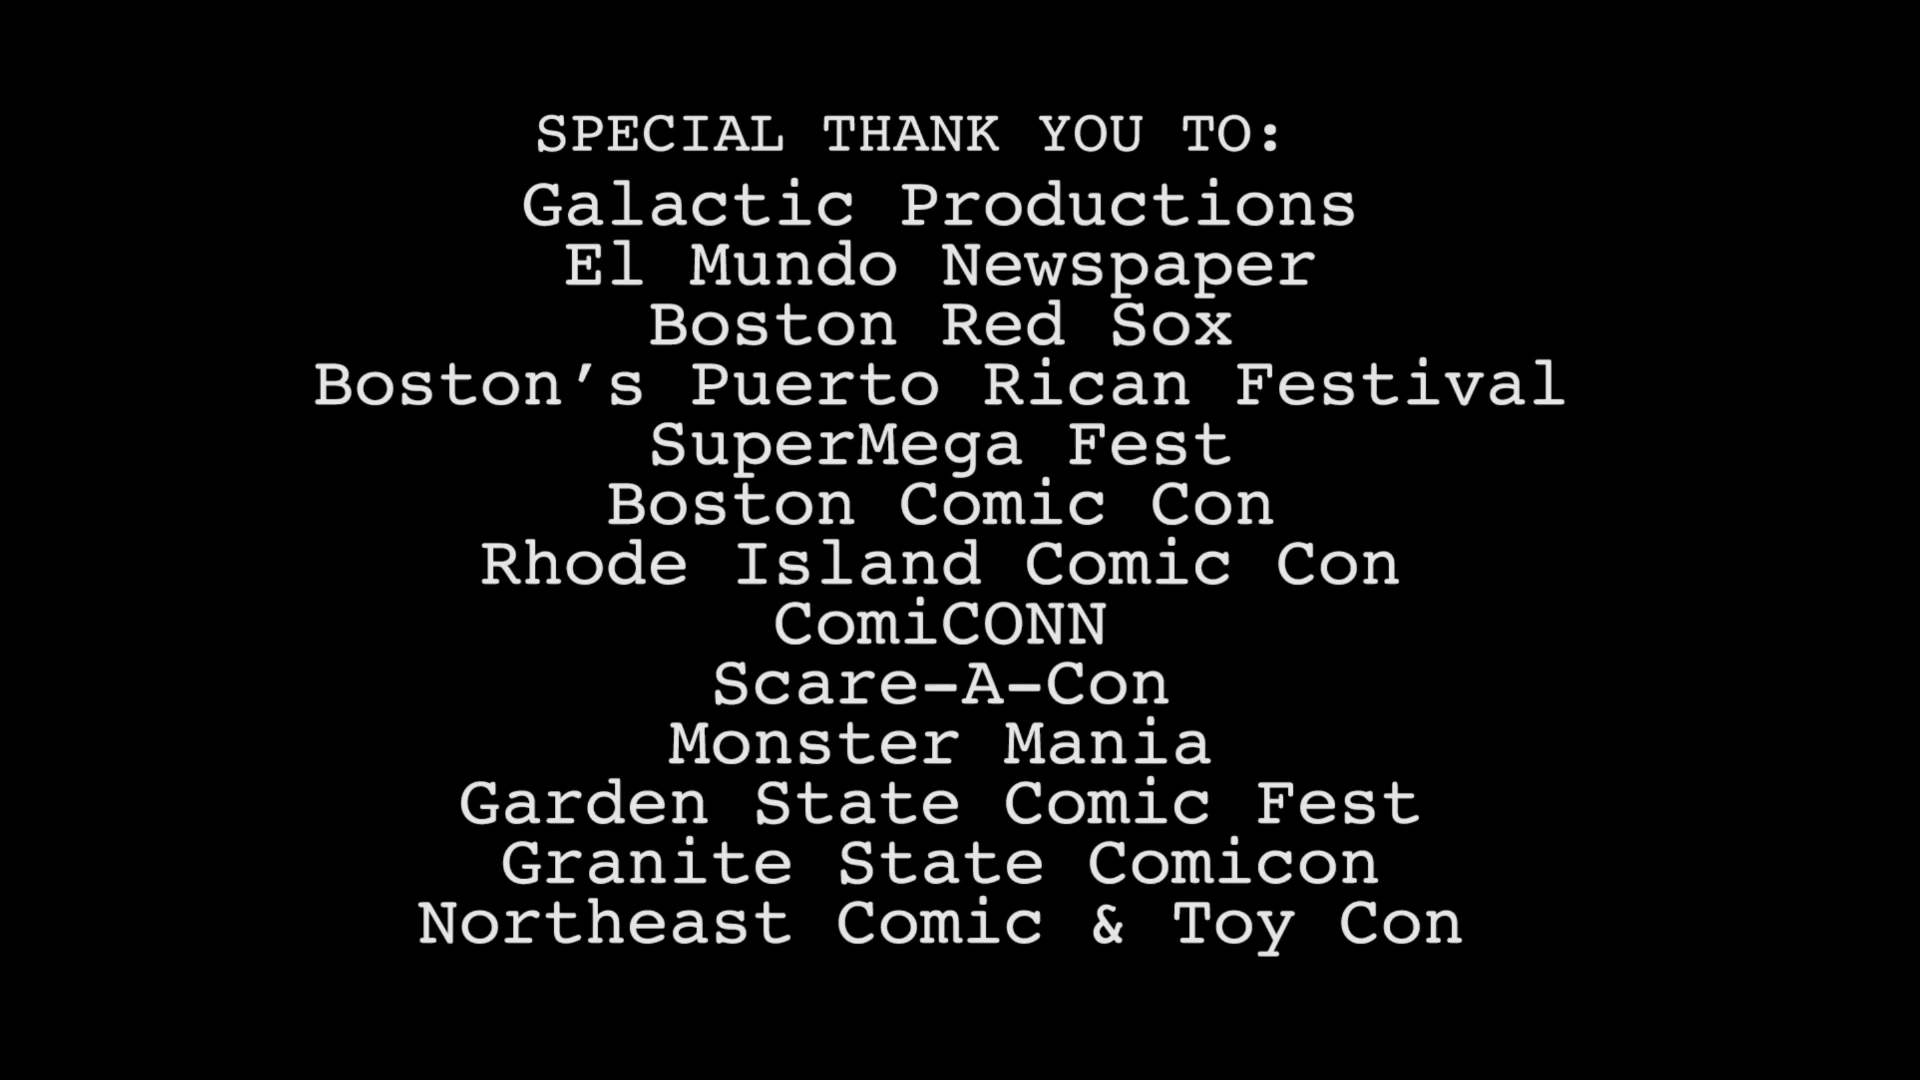 SPECIAL THANK YOU TO:
Galactic Productions
El Mundo Newspaper
Boston Red Sox
Boston’s Puerto Rican Festival
SuperMega Fest
Boston Comic Con
Rhode Island Comic Con
ComiCONN
Scare-A-Con
Monster Mania
Garden State Comic Fest
Granite State Comicon
Northeast Comic & Toy Con